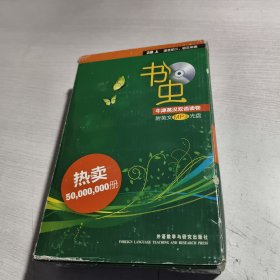 书虫
牛津英汉双语读物
附英文MP3光盘
热卖
50,000,000册
外语教学与研究出版社
FOREIGN LANGUAGE TEACHING AND RESEARCH PRESS